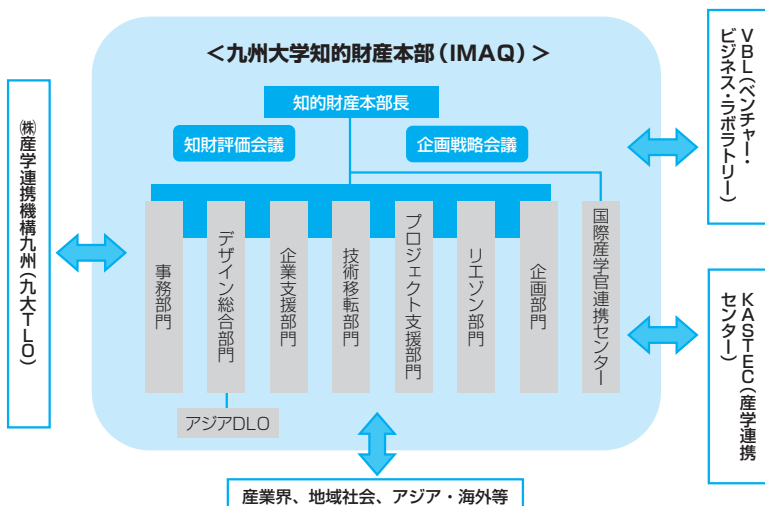 <九州大学知的財産本部(IMAQ)>
知的財産本部長
知財評価会議
企画戦略会議
事務部門
デザイン総合部門
企業支援部門
技術移転部門
プロジェクト支援部門
リエゾン部門
企画部門
国際産学官連携センター
アジアDLO
㈱産学連携機構九州(九大TLO)
VBL(ベンチャー・
ビジネス・ラボラトリー)
KASTEC(産学連携
センター)
産業界、地域社会、アジア・海外等